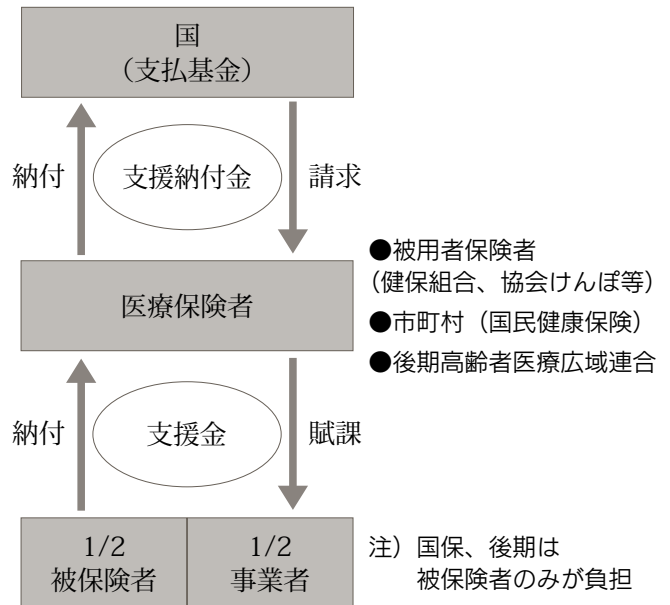 国
(支払基金)
納付
支援納付金
請求
医療保険者
●被用者保険者
(健保組合、協会けんぽ等)
●市町村(国民健康保険)
●後期高齢者医療広域連合
納付
支援金
賦課
1/2
被保険者
1/2
事業者
注)国保、後期は
被保険者のみが負担